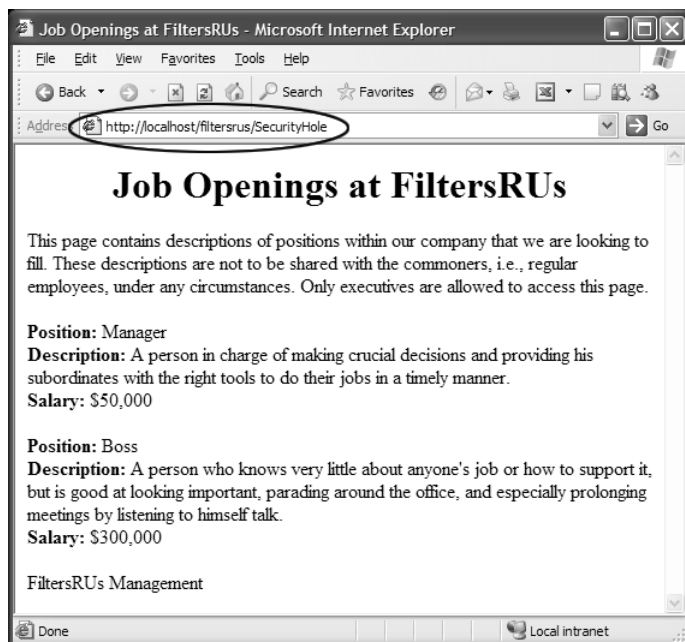 Job Openings at FiltersRUs - Microsoft Internet Explorer
File Edit View Favorites Tools Help
Back Search Favorites
Address http://localhost/filtersrus/SecurityHole Go
Job Openings at FiltersRUs
This page contains descriptions of positions within our company that we are looking to
fill. These descriptions are not to be shared with the commoners, i.e., regular
employees, under any circumstances. Only executives are allowed to access this page.
Position: Manager
Description: A person in charge of making crucial decisions and providing his
subordinates with the right tools to do their jobs in a timely manner.
Salary: $50,000
Position: Boss
Description: A person who knows very little about anyone's job or how to support it,
but is good at looking important, parading around the office, and especially prolonging
meetings by listening to himself talk.
Salary: $300,000
FiltersRUs Management
Done Local intranet